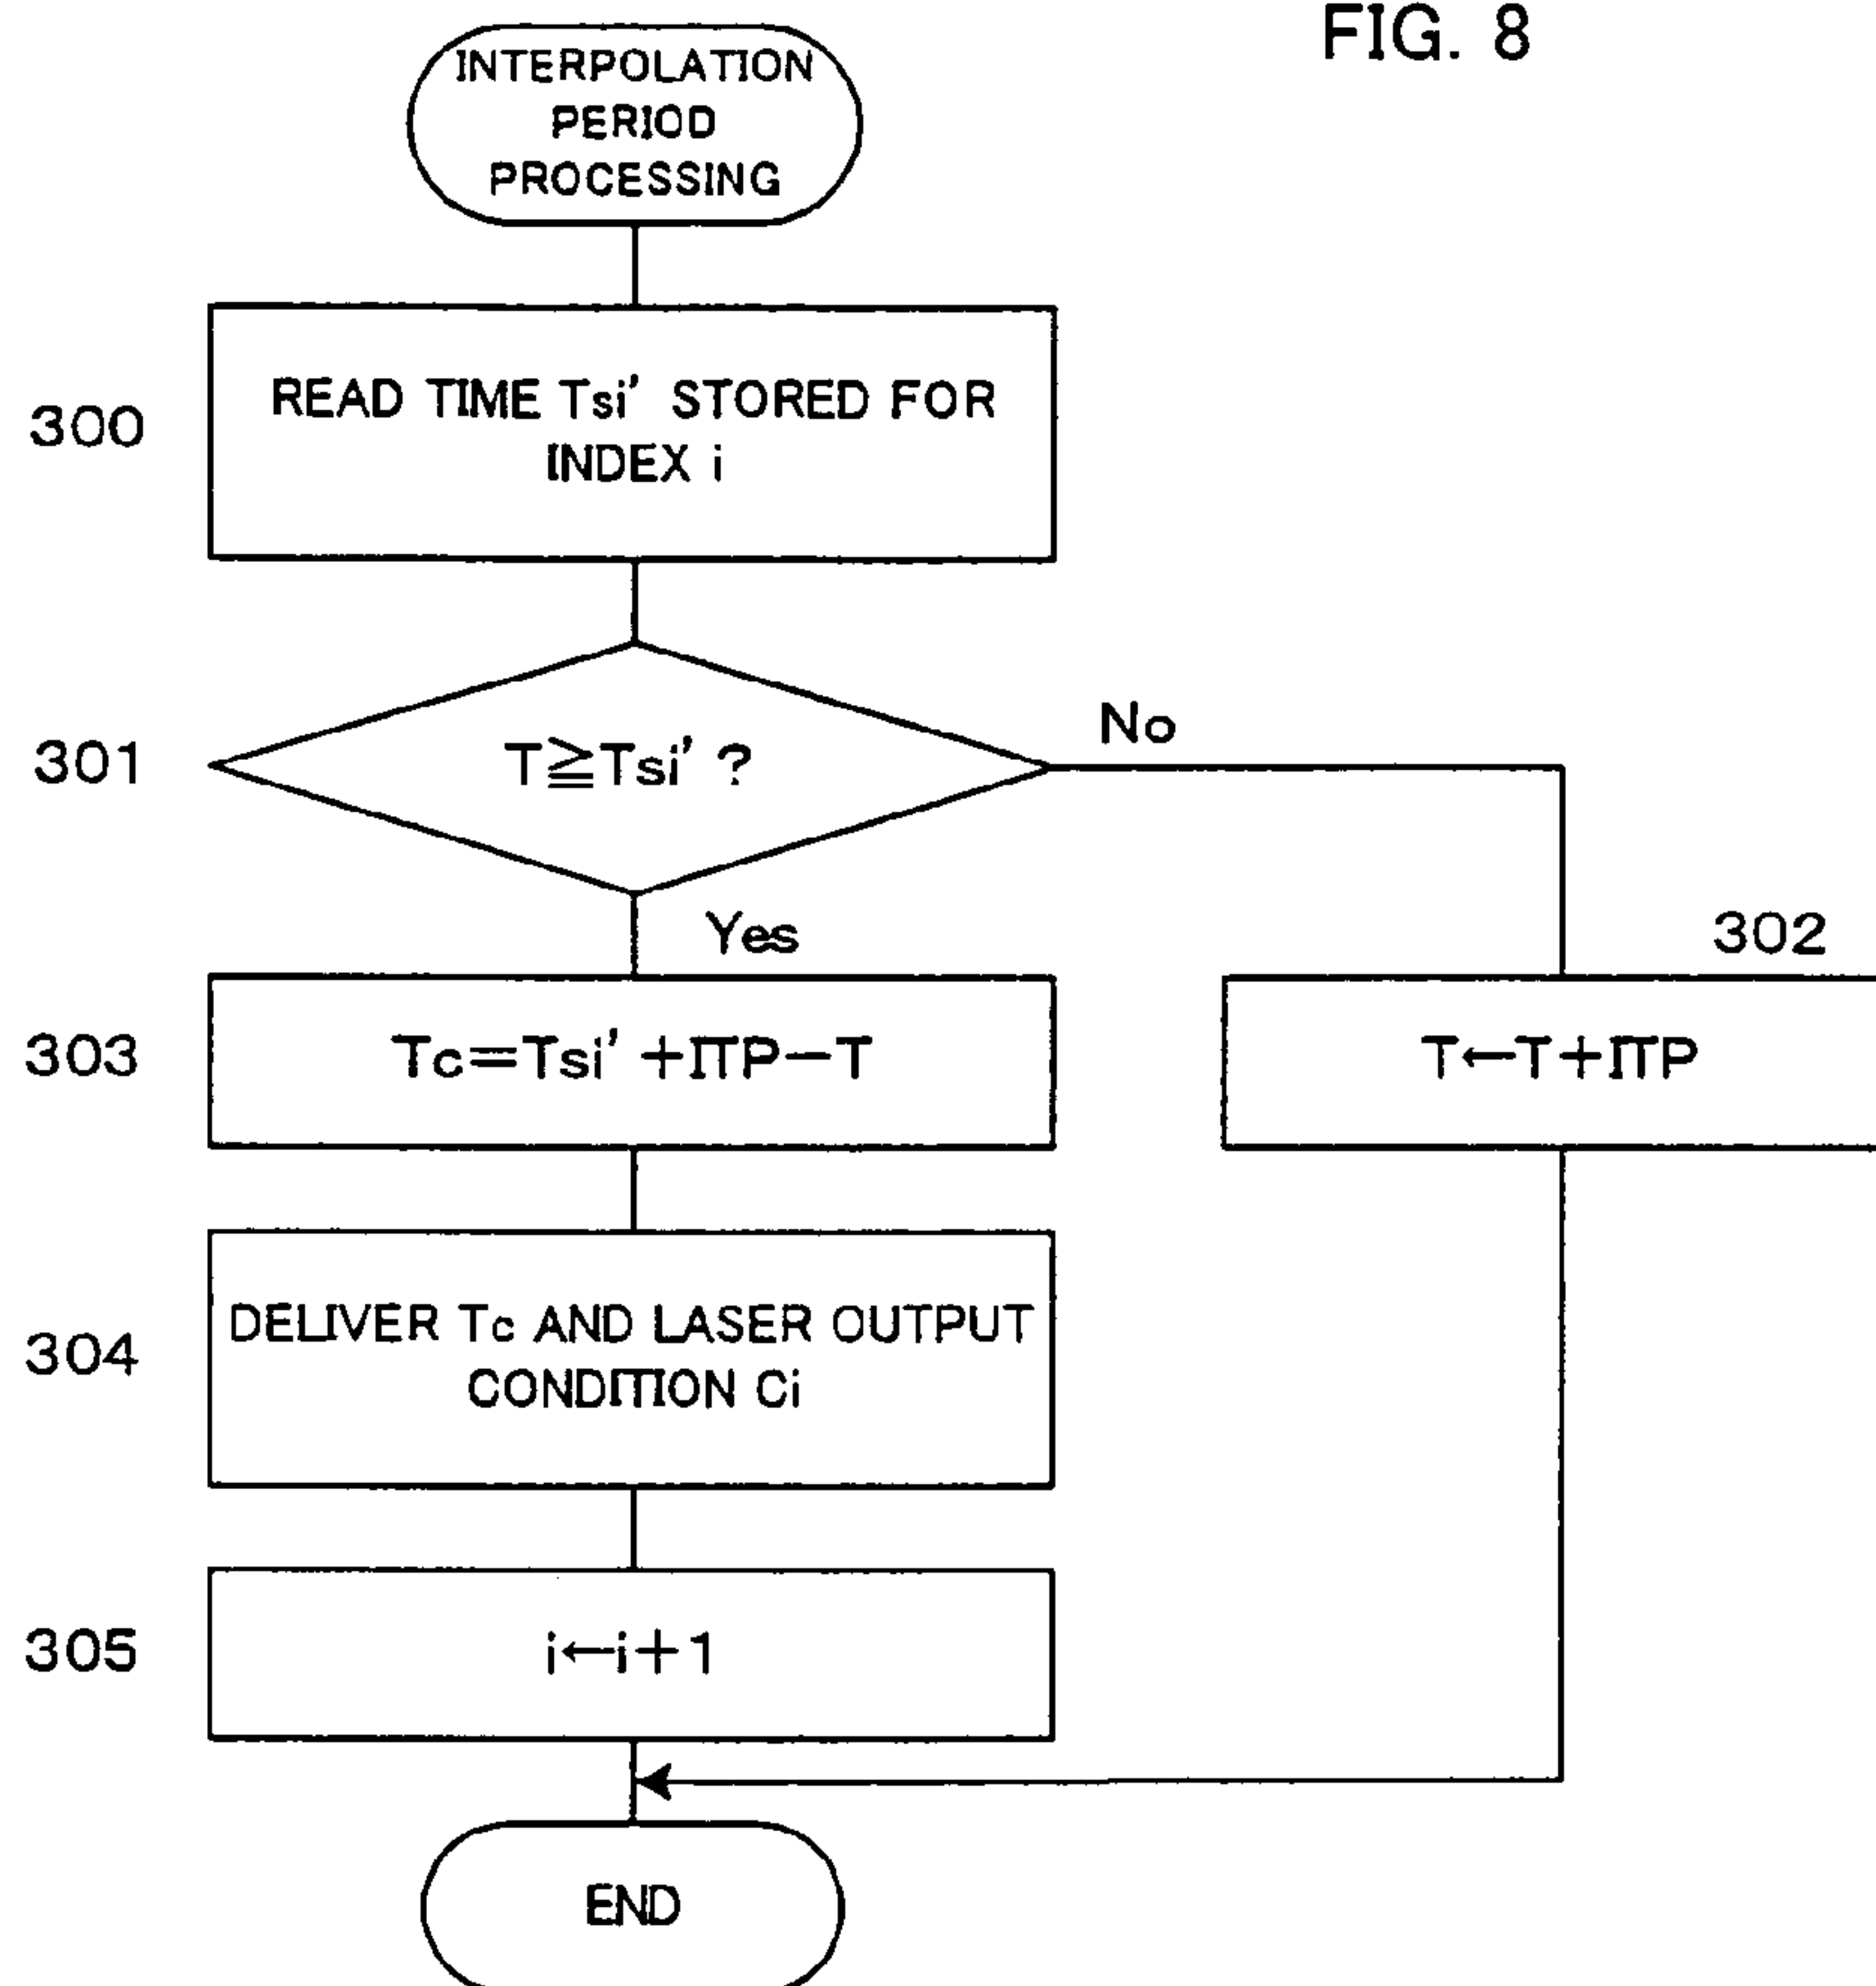 FIG. 8
INTERPOLATION
PERIOD
PROCESSING
300
READ TIME Tsi' STORED FOR
INDEX i
301
T≧Tsi' ?
No
Yes
302
303
Tc=Tsi' +ITP−T
T←T+ITP
304
DELIVER Tc AND LASER OUTPUT
CONDITION Ci
305
i←i+1
END